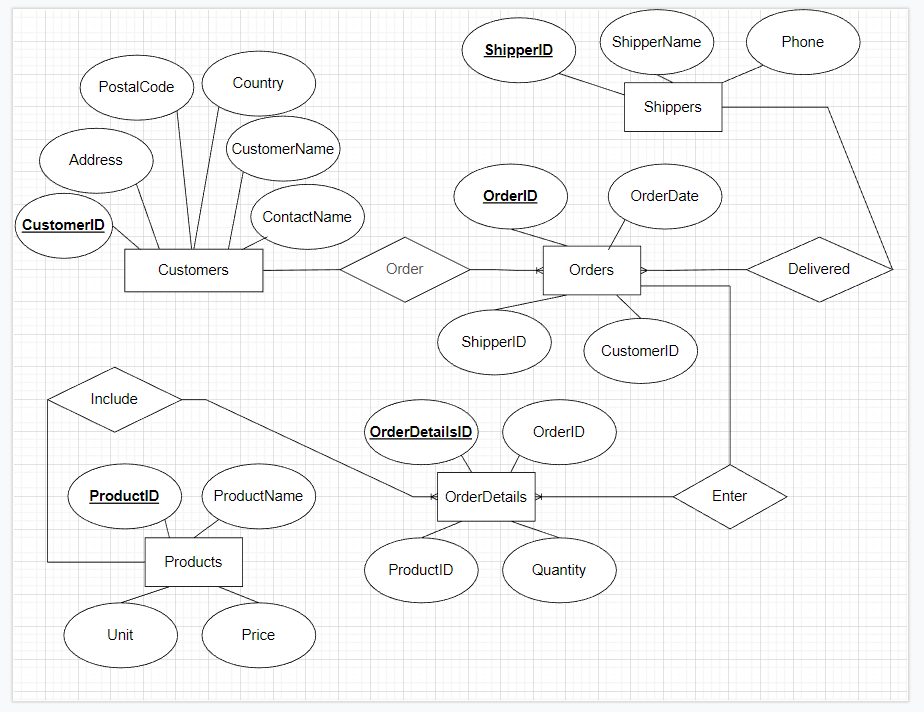 ShipperID
ShipperName
Phone
Shippers
PostalCode
Country
CustomerName
Address
ContactName
CustomerID
Customers
Order
OrderID
OrderDate
Orders
Delivered
ShipperID
CustomerID
Include
OrderDetailsID
OrderID
OrderDetails
Enter
ProductID
ProductName
Products
ProductID
Quantity
Unit
Price